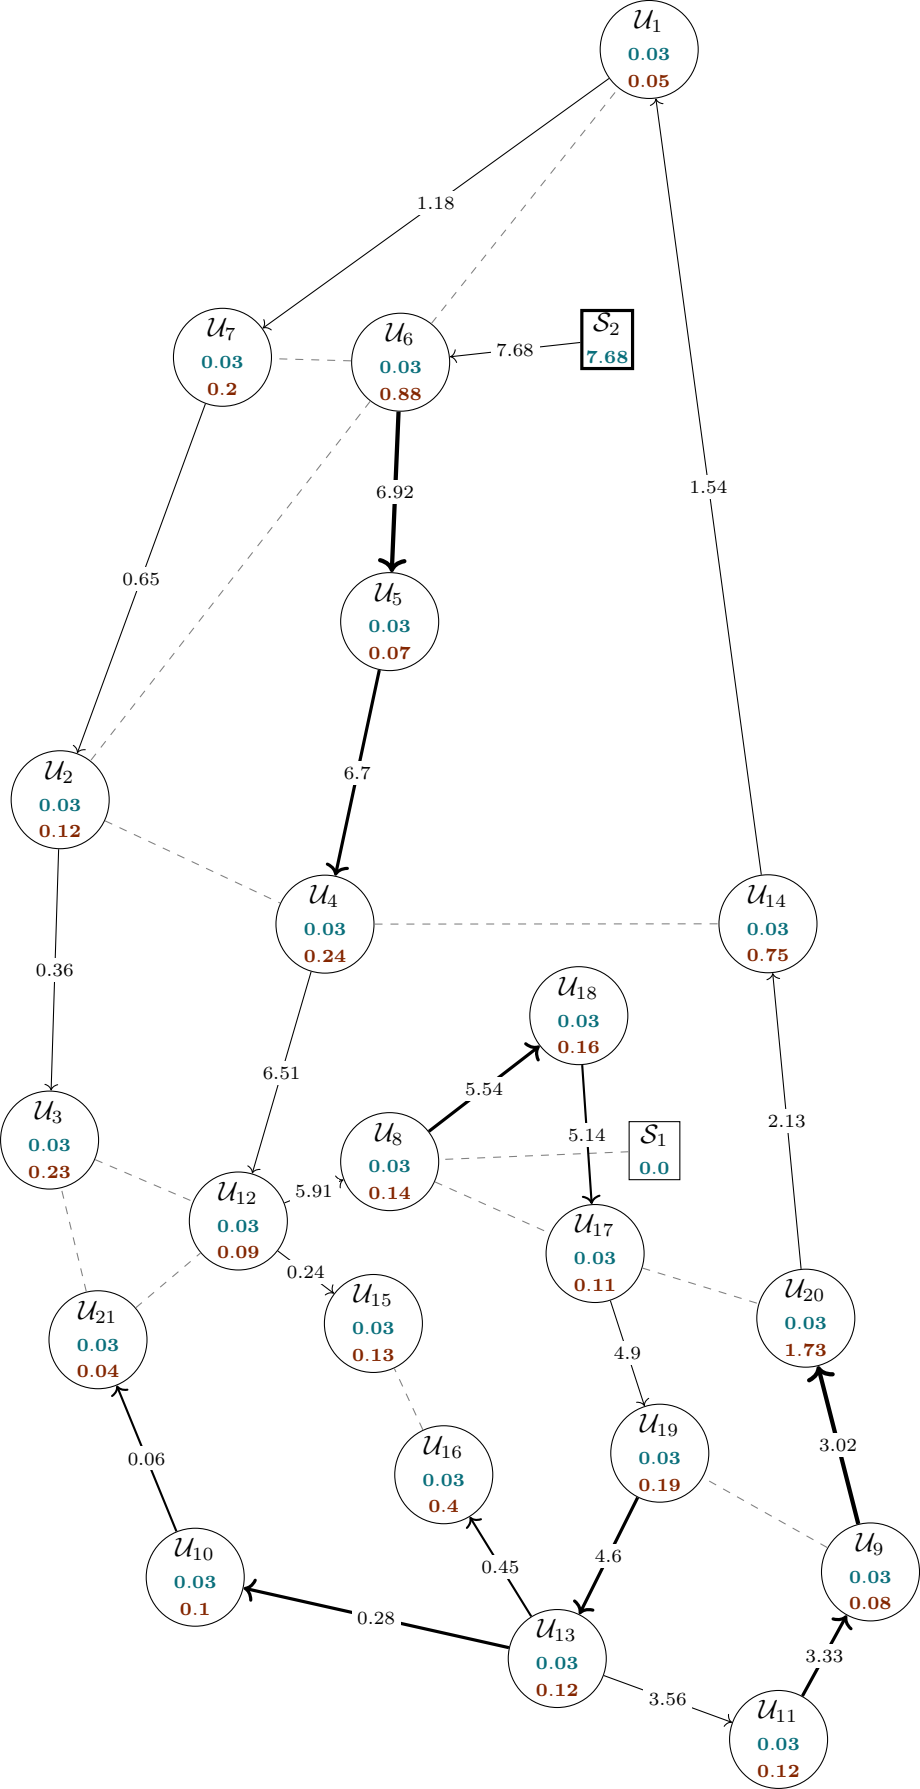 𝒰₁
0.03
0.05
1.18
𝒰₇
0.03
0.2
𝒰₆
0.03
0.88
7.68
𝒮₂
7.68
6.92
1.54
0.65
𝒰₅
0.03
0.07
6.7
𝒰₂
0.03
0.12
𝒰₄
0.03
0.24
𝒰₁₄
0.03
0.75
0.36
𝒰₁₈
0.03
0.16
6.51
5.54
𝒰₃
0.03
0.23
𝒰₈
0.03
0.14
5.14
𝒮₁
0.0
2.13
𝒰₁₂
0.03
0.09
5.91
𝒰₁₇
0.03
0.11
0.24
𝒰₂₁
0.03
0.04
𝒰₁₅
0.03
0.13
𝒰₂₀
0.03
1.73
4.9
𝒰₁₉
0.03
0.19
3.02
0.06
𝒰₁₆
0.03
0.4
𝒰₁₀
0.03
0.1
0.45
4.6
𝒰₉
0.03
0.08
0.28
𝒰₁₃
0.03
0.12
3.33
3.56
𝒰₁₁
0.03
0.12